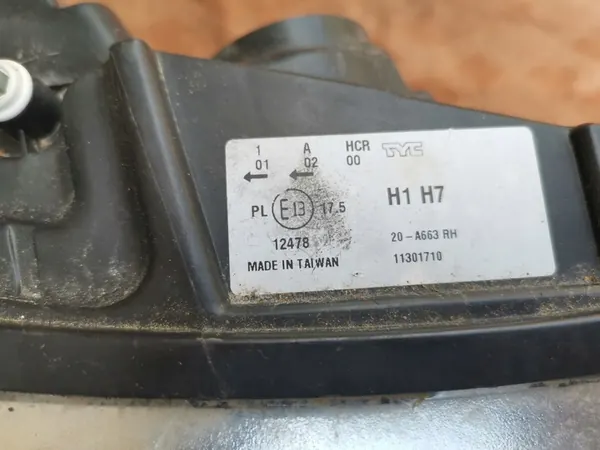 1 A HCR TYC
01 02 00
PL E13 17.5 H1 H7
12478 20-A663 RH
MADE IN TAIWAN 11301710